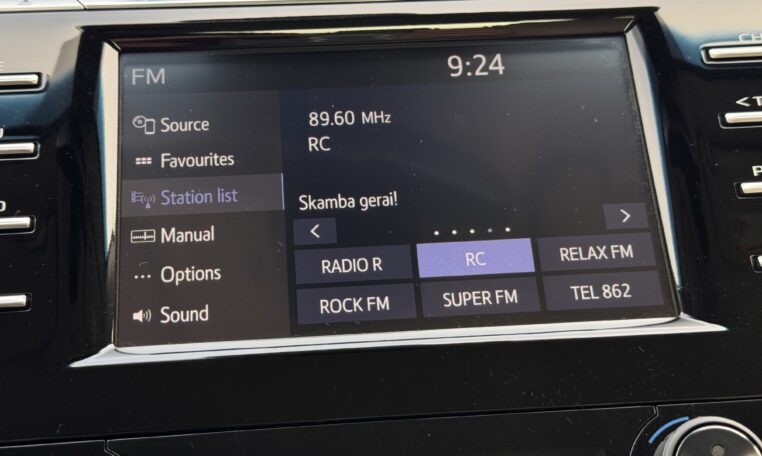 FM
9:24
Source
Favourites
Station list
Manual
Options
Sound
89.60 MHz
RC
Skamba gerai!
< >
RADIO R
RC
RELAX FM
ROCK FM
SUPER FM
TEL 862